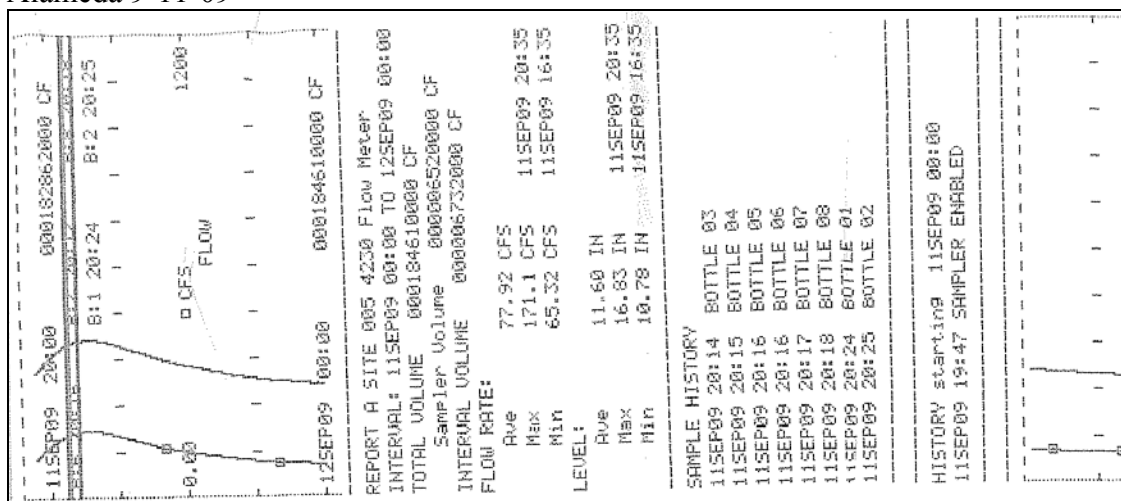 Alameda 9-11-09
11SEP09 20:00 000182862000 CF
B:1 20:24 B:2 20:25
0.00 □ CFS 1200
FLOW
12SEP09 00:00 000184610000 CF
REPORT A SITE 005 4230 Flow Meter
INTERVAL: 11SEP09 00:00 TO 12SEP09 00:00
TOTAL VOLUME 000184610000 CF
Sampler Volume 000006520000 CF
INTERVAL VOLUME 000006732000 CF
FLOW RATE:
Ave 77.92 CFS
Max 171.1 CFS 11SEP09 20:35
Min 65.32 CFS 11SEP09 16:35
LEVEL:
Ave 11.60 IN
Max 16.83 IN 11SEP09 20:35
Min 10.78 IN 11SEP09 16:35
SAMPLE HISTORY
11SEP09 20:14 BOTTLE 03
11SEP09 20:15 BOTTLE 04
11SEP09 20:16 BOTTLE 05
11SEP09 20:16 BOTTLE 06
11SEP09 20:17 BOTTLE 07
11SEP09 20:18 BOTTLE 08
11SEP09 20:24 BOTTLE 01
11SEP09 20:25 BOTTLE 02
HISTORY starting 11SEP09 00:00
11SEP09 19:47 SAMPLER ENABLED